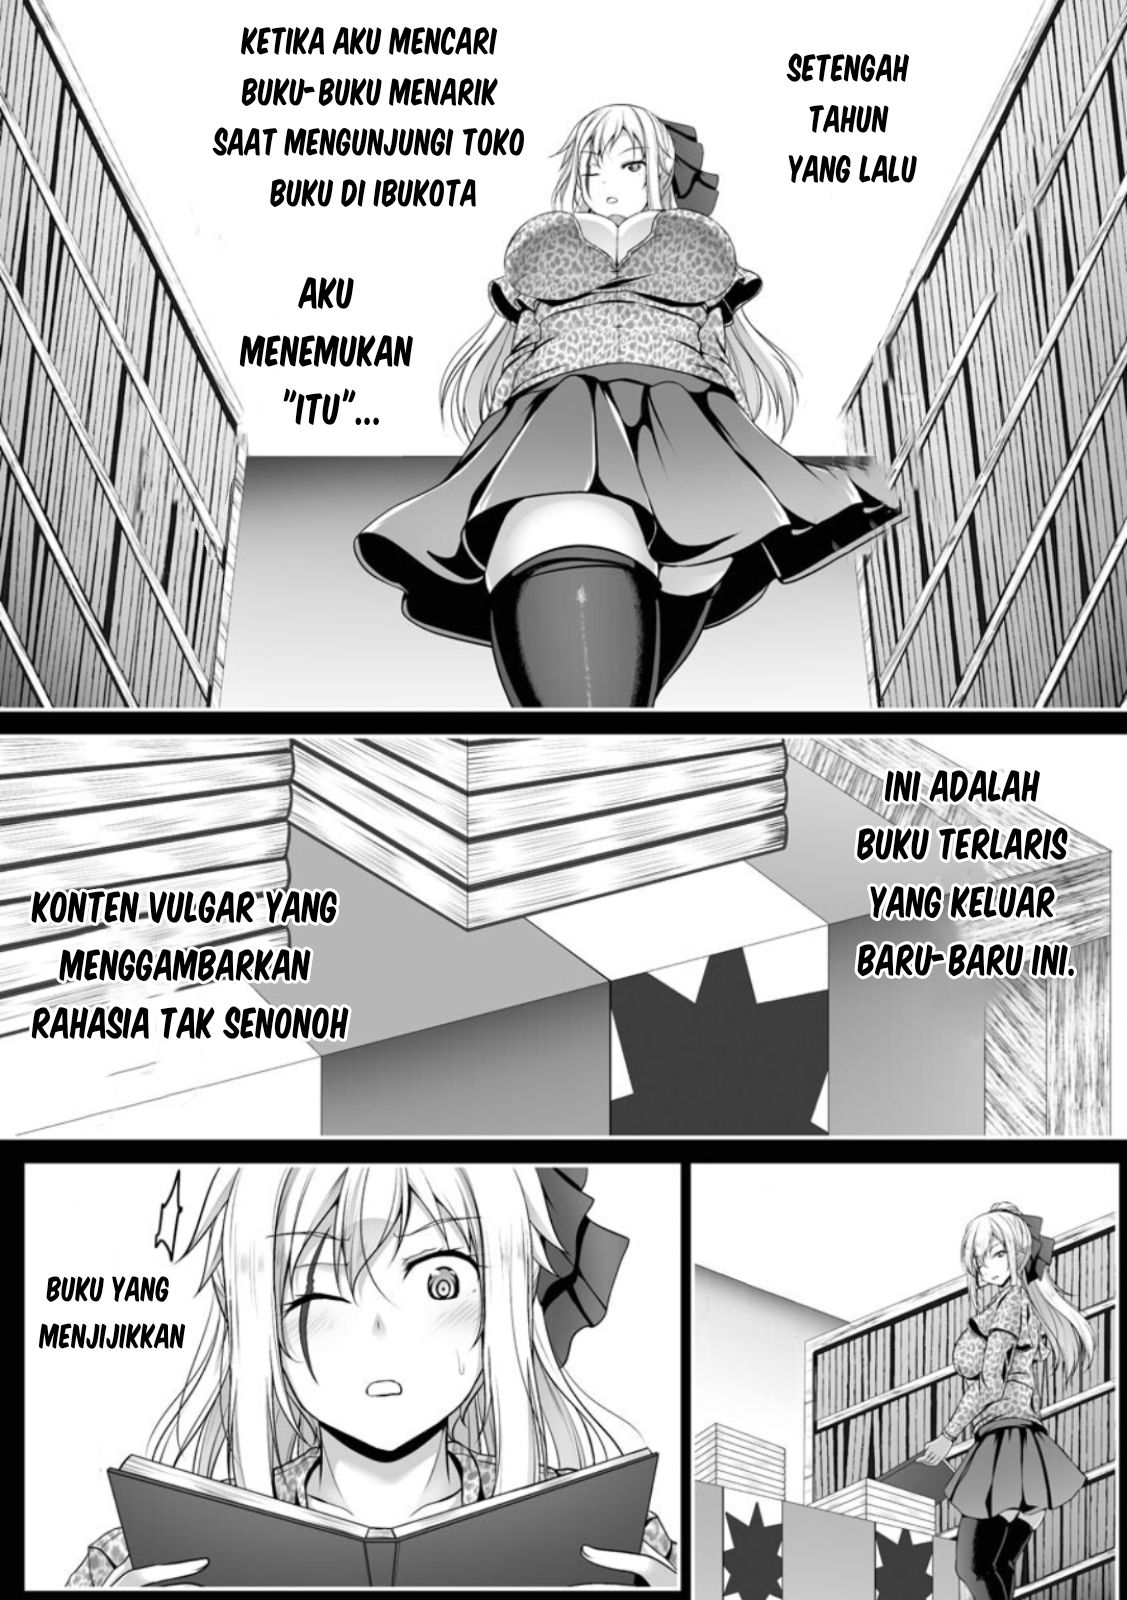 SETENGAH
TAHUN
YANG LALU
KETIKA AKU MENCARI
BUKU-BUKU MENARIK
SAAT MENGUNJUNGI TOKO
BUKU DI IBUKOTA
AKU
MENEMUKAN
"ITU"...
INI ADALAH
BUKU TERLARIS
YANG KELUAR
BARU-BARU INI.
KONTEN VULGAR YANG
MENGGAMBARKAN
RAHASIA TAK SENONOH
BUKU YANG
MENJIJIKKAN